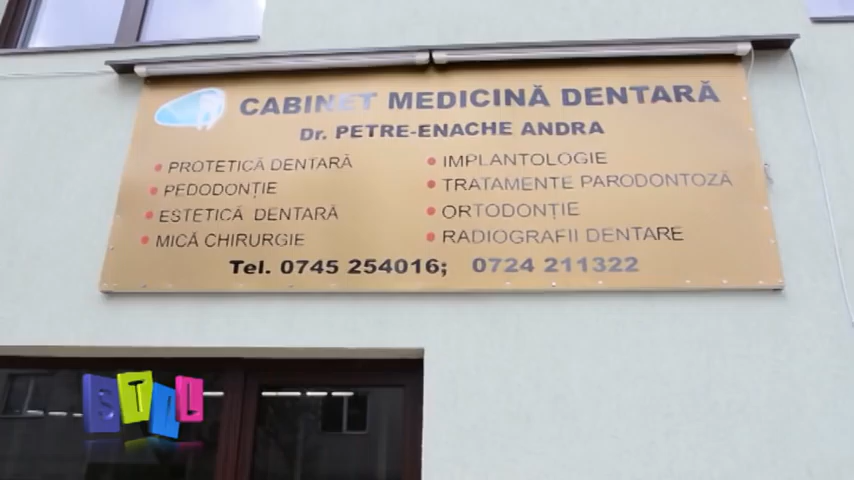 CABINET MEDICINĂ DENTARĂ
Dr. PETRE-ENACHE ANDRA
• PROTETICĂ DENTARĂ
• PEDODONȚIE
• ESTETICĂ DENTARĂ
• MICĂ CHIRURGIE
• IMPLANTOLOGIE
• TRATAMENTE PARODONTOZĂ
• ORTODONȚIE
• RADIOGRAFII DENTARE
Tel. 0745 254016; 0724 211322
STIL